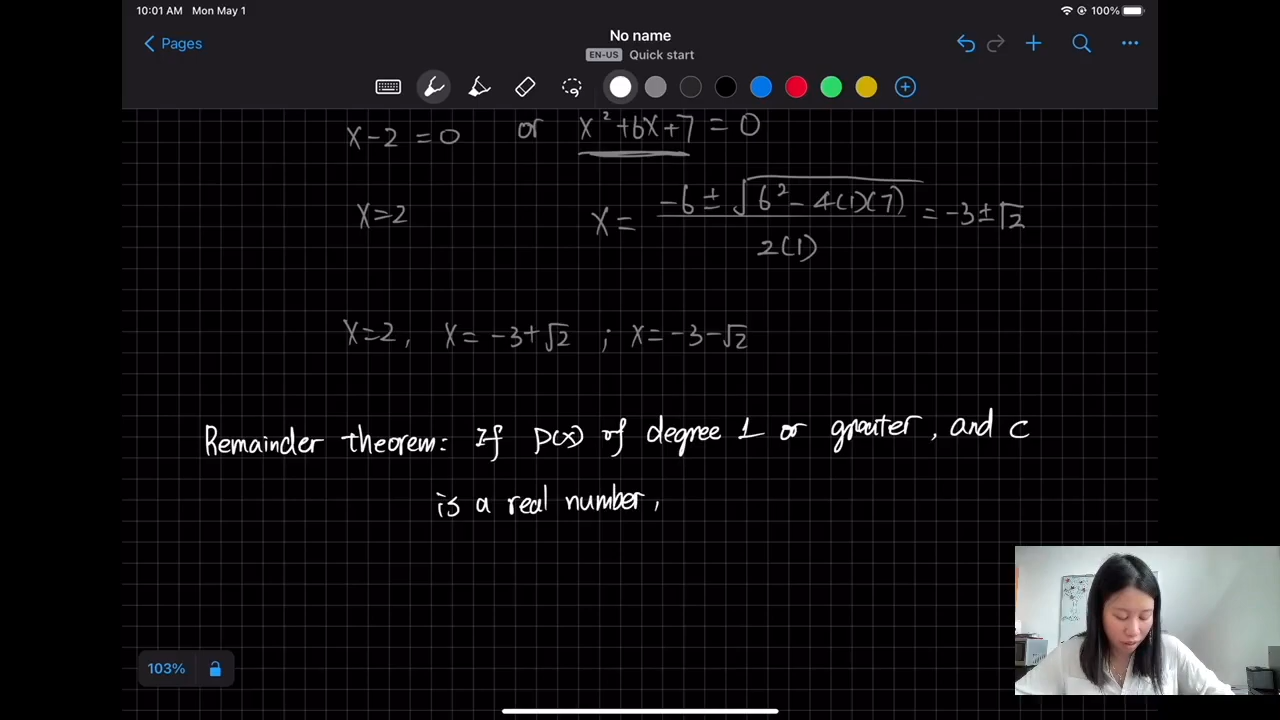 10:01 AM Mon May 1
100%
Pages
No name
EN-US Quick start
x-2=0 or x²+6x+7=0
x=2 x= (-6±√(6²-4(1)(7)))/(2(1)) = -3±√2
x=2, x=-3+√2 ; x=-3-√2
Remainder theorem: If p(x) of degree 1 or greater, and c
is a real number,
103%